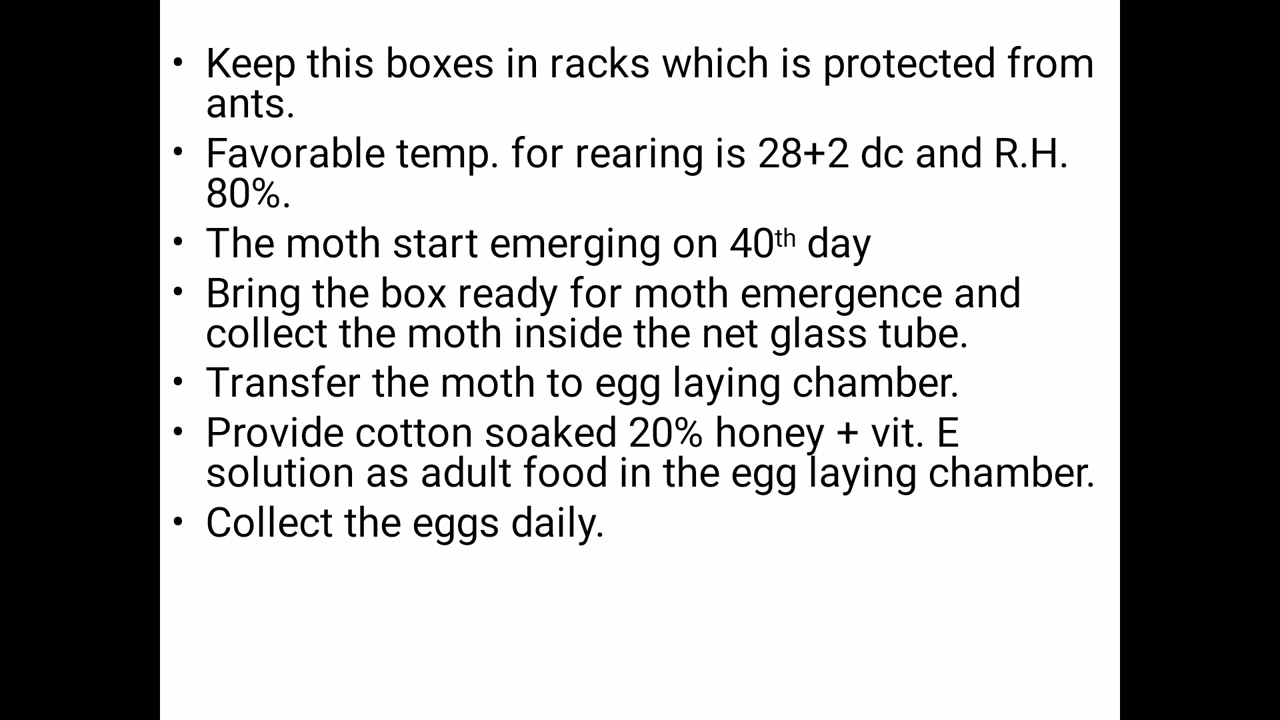 • Keep this boxes in racks which is protected from
ants.
• Favorable temp. for rearing is 28+2 dc and R.H.
80%.
• The moth start emerging on 40th day
• Bring the box ready for moth emergence and
collect the moth inside the net glass tube.
• Transfer the moth to egg laying chamber.
• Provide cotton soaked 20% honey + vit. E
solution as adult food in the egg laying chamber.
• Collect the eggs daily.